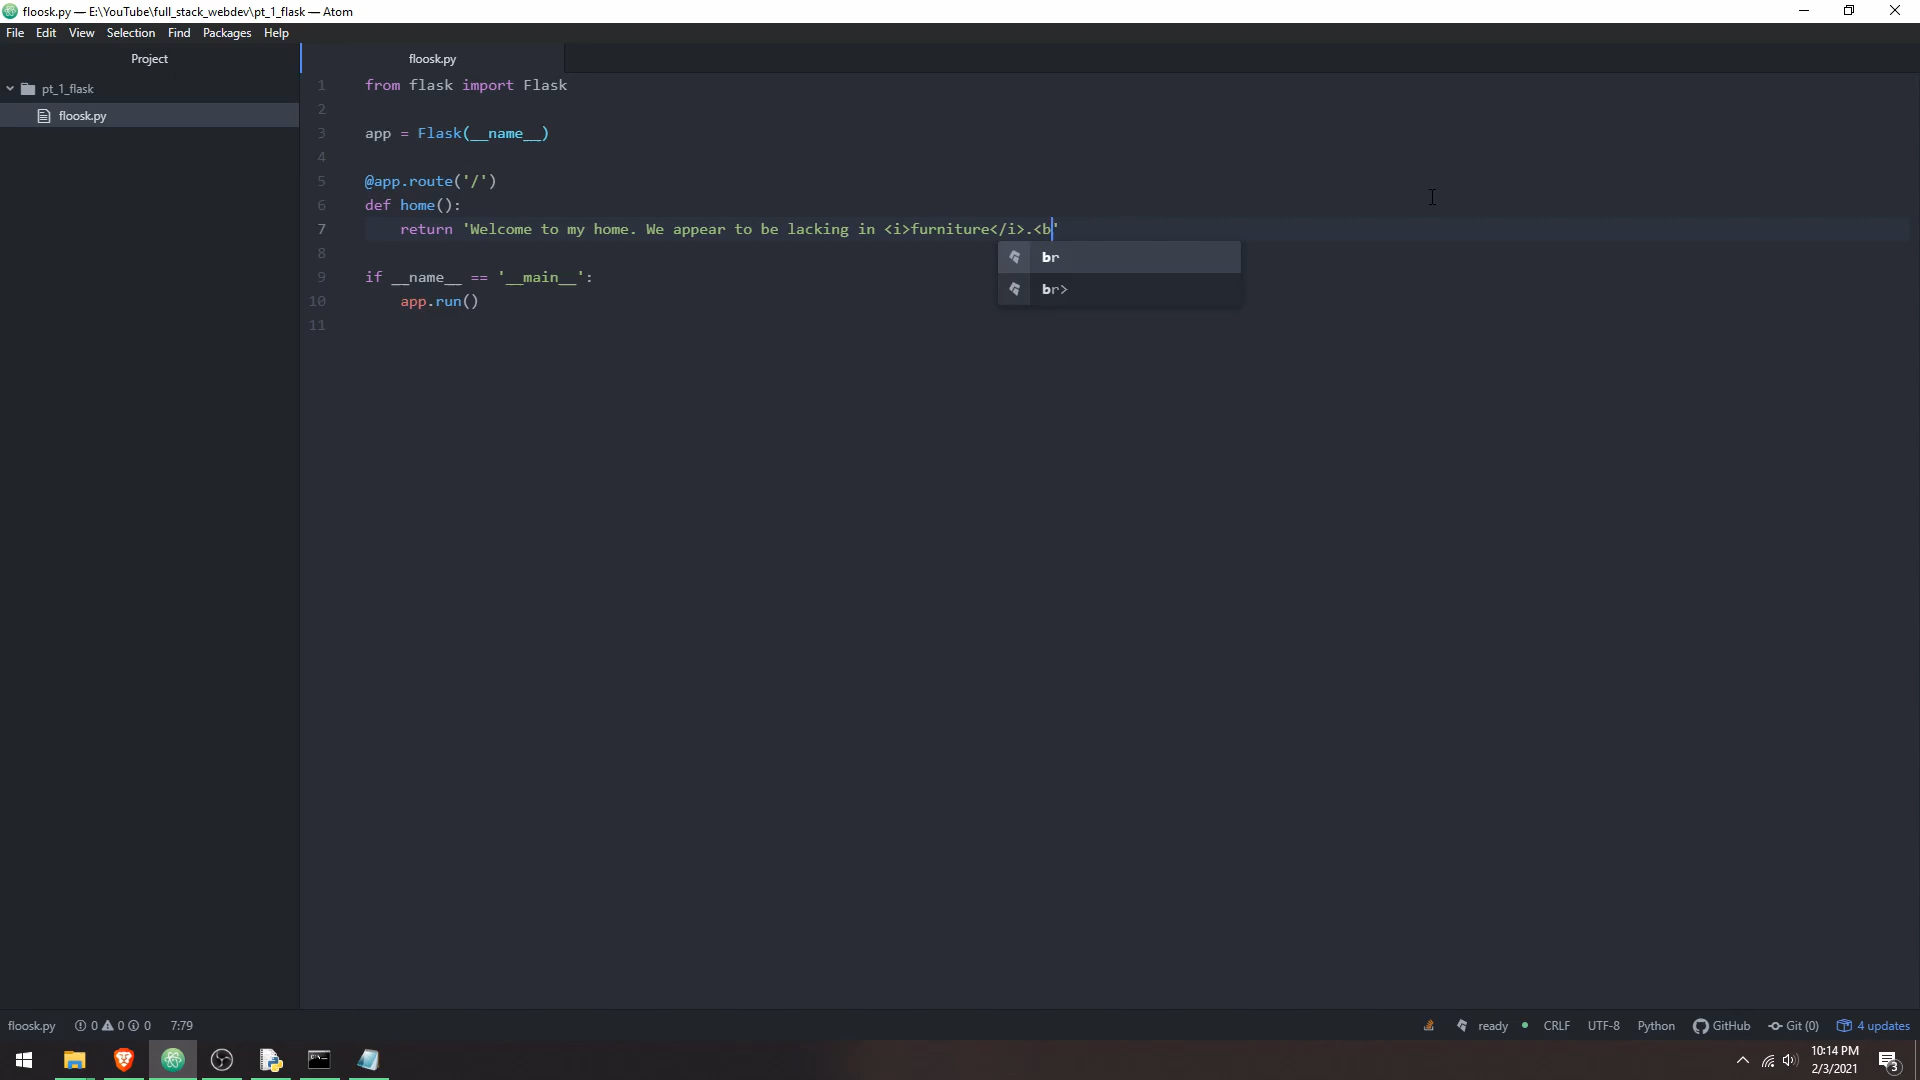 floosk.py — E:\YouTube\full_stack_webdev\pt_1_flask — Atom
File Edit View Selection Find Packages Help
Project
floosk.py
pt_1_flask
floosk.py
1 from flask import Flask
2
3 app = Flask(__name__)
4
5 @app.route('/')
6 def home():
7     return 'Welcome to my home. We appear to be lacking in <i>furniture</i>.<b'
br
br>
8
9 if __name__ == '__main__':
10     app.run()
11
floosk.py 0 0 0 7:79 ready CRLF UTF-8 Python GitHub Git (0) 4 updates
10:14 PM
2/3/2021
3